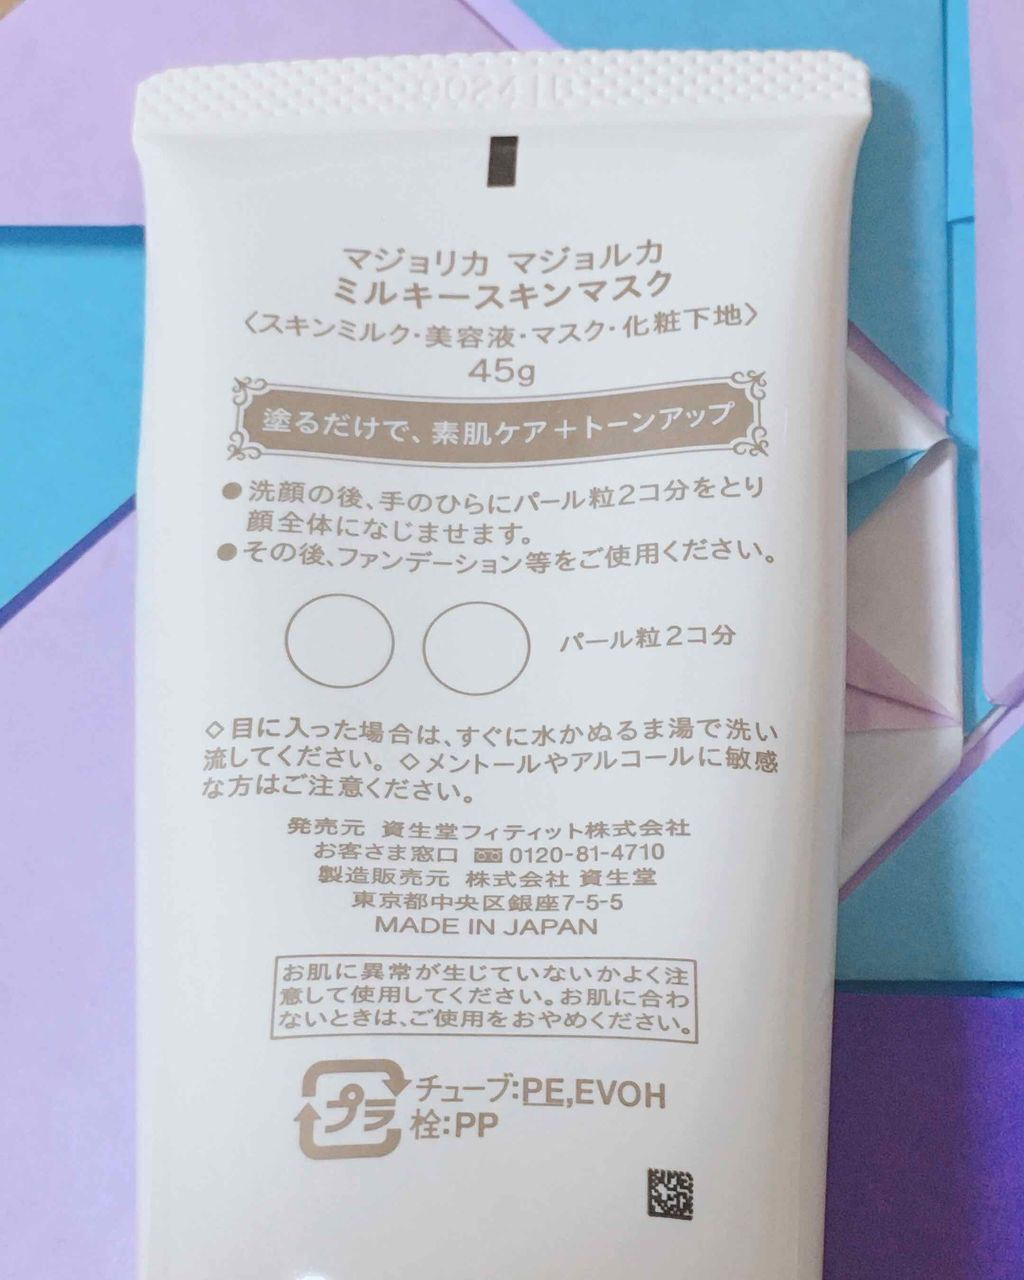 マジョリカ マジョルカ
ミルキースキンマスク
〈スキンミルク・美容液・マスク・化粧下地〉
45g
塗るだけで、素肌ケア＋トーンアップ
●洗顔の後、手のひらにパール粒2コ分をとり
顔全体になじませます。
●その後、ファンデーション等をご使用ください。
パール粒2コ分
◇目に入った場合は、すぐに水かぬるま湯で洗い
流してください。◇メントールやアルコールに敏感
な方はご注意ください。
発売元 資生堂フィティット株式会社
お客さま窓口 0120-81-4710
製造販売元 株式会社 資生堂
東京都中央区銀座7-5-5
MADE IN JAPAN
お肌に異常が生じていないかよく注
意して使用してください。お肌に合わ
ないときは、ご使用をおやめください。
プラ チューブ:PE,EVOH
栓:PP